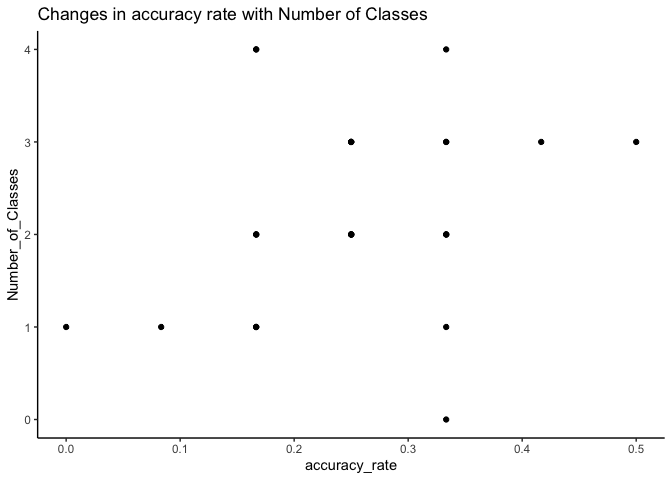 Changes in accuracy rate with Number of Classes
4
3
2
1
0
Number_of_Classes
0.0 0.1 0.2 0.3 0.4 0.5
accuracy_rate